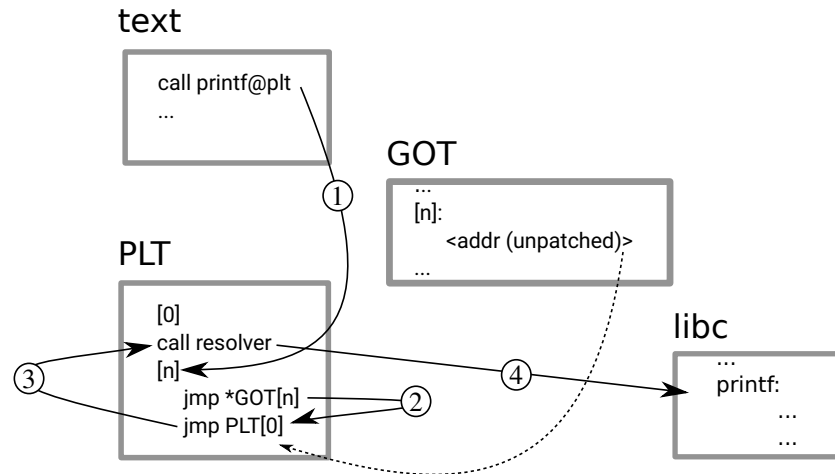 text
call printf@plt
...
GOT
...
[n]:
<addr (unpatched)>
...
1
PLT
[0]
call resolver
[n]
jmp *GOT[n]
jmp PLT[0]
2
3
4
libc
...
printf:
...
...